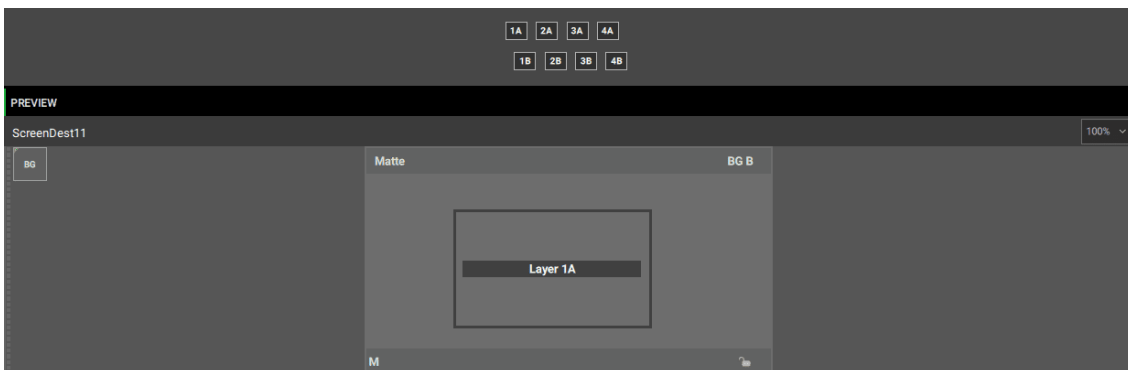 1A 2A 3A 4A
1B 2B 3B 4B
PREVIEW
ScreenDest11 100%
BG
Matte BG B
Layer 1A
M